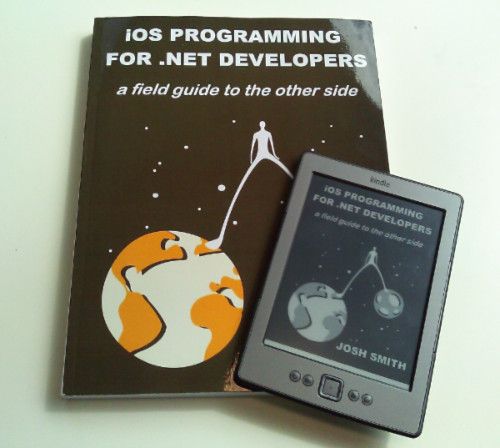 iOS PROGRAMMING
FOR .NET DEVELOPERS
a field guide to the other side
kindle
iOS PROGRAMMING
FOR .NET DEVELOPERS
a field guide to the other side
JOSH SMITH